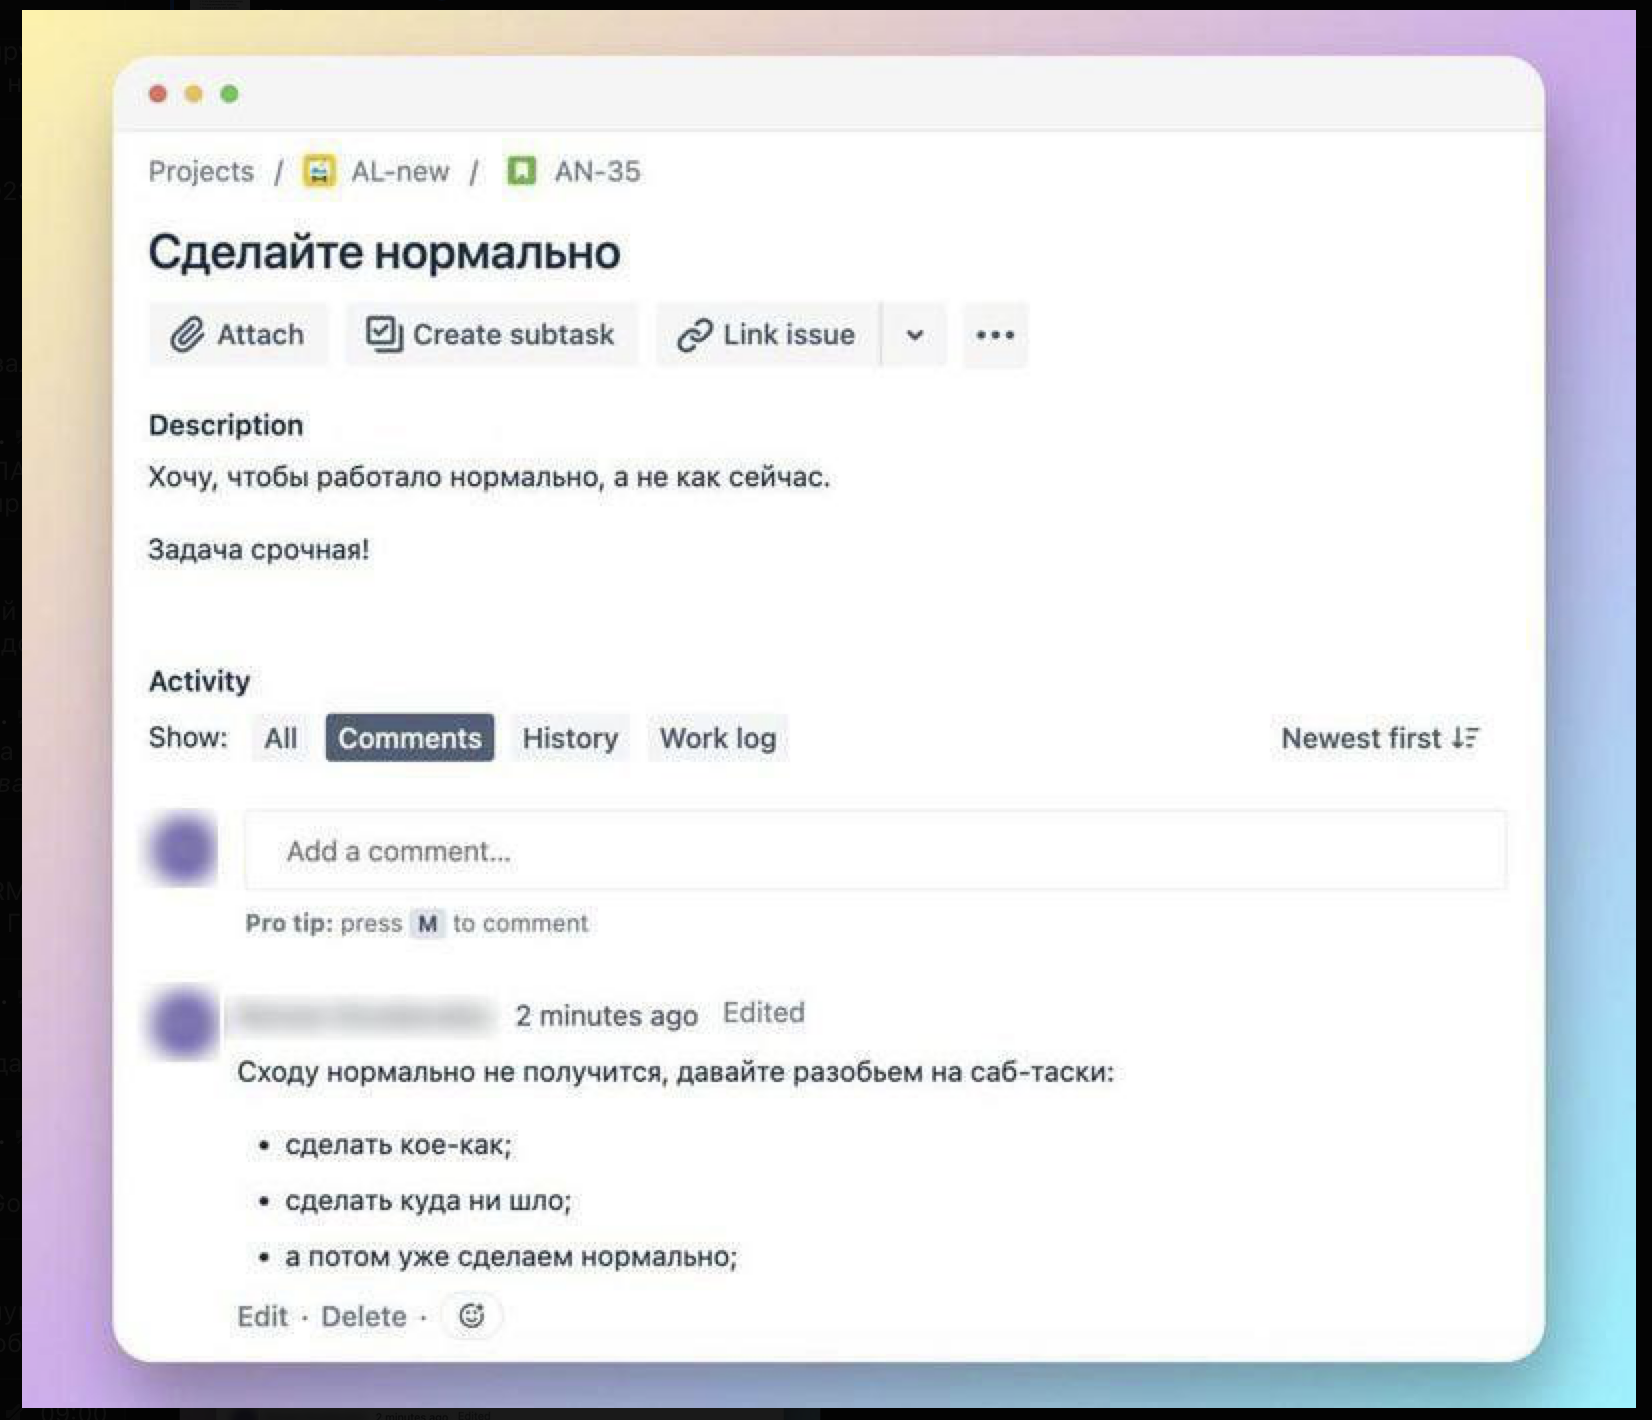 Projects / AL-new / AN-35
Сделайте нормально
Attach Create subtask Link issue
Description
Хочу, чтобы работало нормально, а не как сейчас.
Задача срочная!
Activity
Show: All Comments History Work log Newest first
Add a comment...
Pro tip: press M to comment
2 minutes ago Edited
Сходу нормально не получится, давайте разобьем на саб-таски:
• сделать кое-как;
• сделать куда ни шло;
• а потом уже сделаем нормально;
Edit · Delete ·